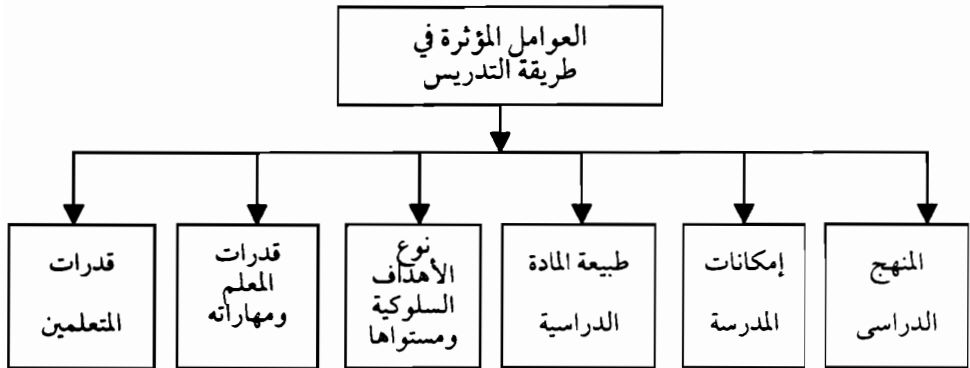 العوامل المؤثرة في
طريقة التدريس
المنهج
الدراسى
إمكانات
المدرسة
طبيعة المادة
الدراسية
نوع
الأهداف
السلوكية
ومستواها
قدرات
المعلم
ومهاراته
قدرات
المتعلمين